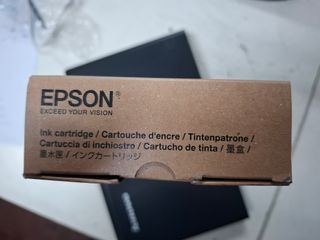 EPSON®
EXCEED YOUR VISION
Ink cartridge / Cartouche d'encre / Tintenpatrone /
Cartuccia di inchiostro / Cartucho de tinta / 墨盒 /
墨水匣 / インクカートリッジ